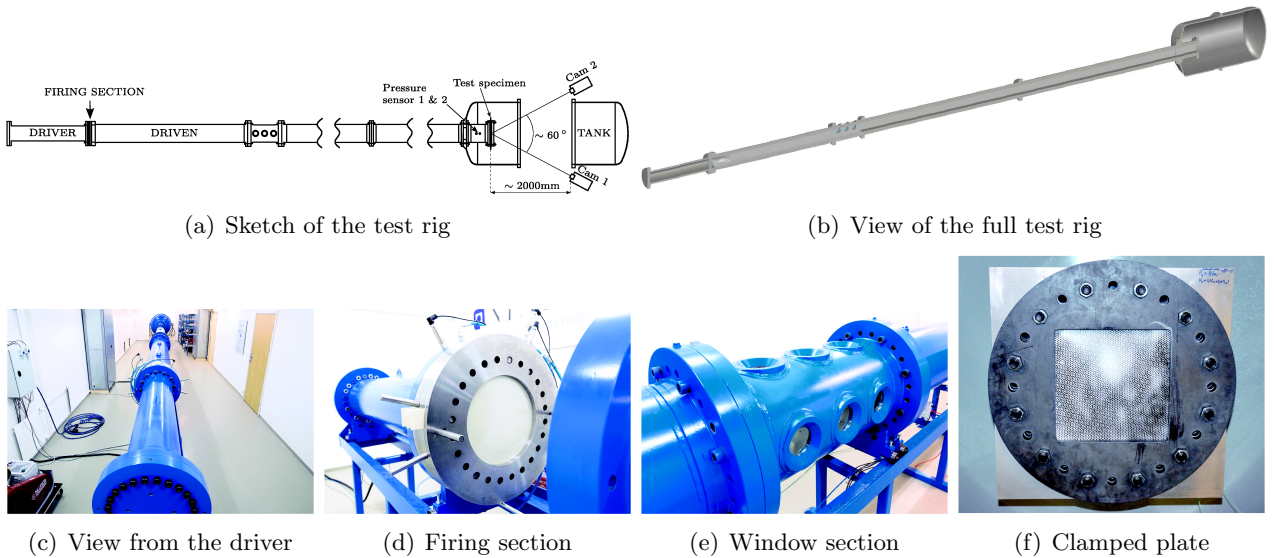 FIRING SECTION
DRIVER
DRIVEN
Pressure
sensor 1 & 2
Test specimen
Cam 2
~ 60°
TANK
Cam 1
~ 2000mm
(a) Sketch of the test rig
(b) View of the full test rig
(c) View from the driver
(d) Firing section
(e) Window section
(f) Clamped plate